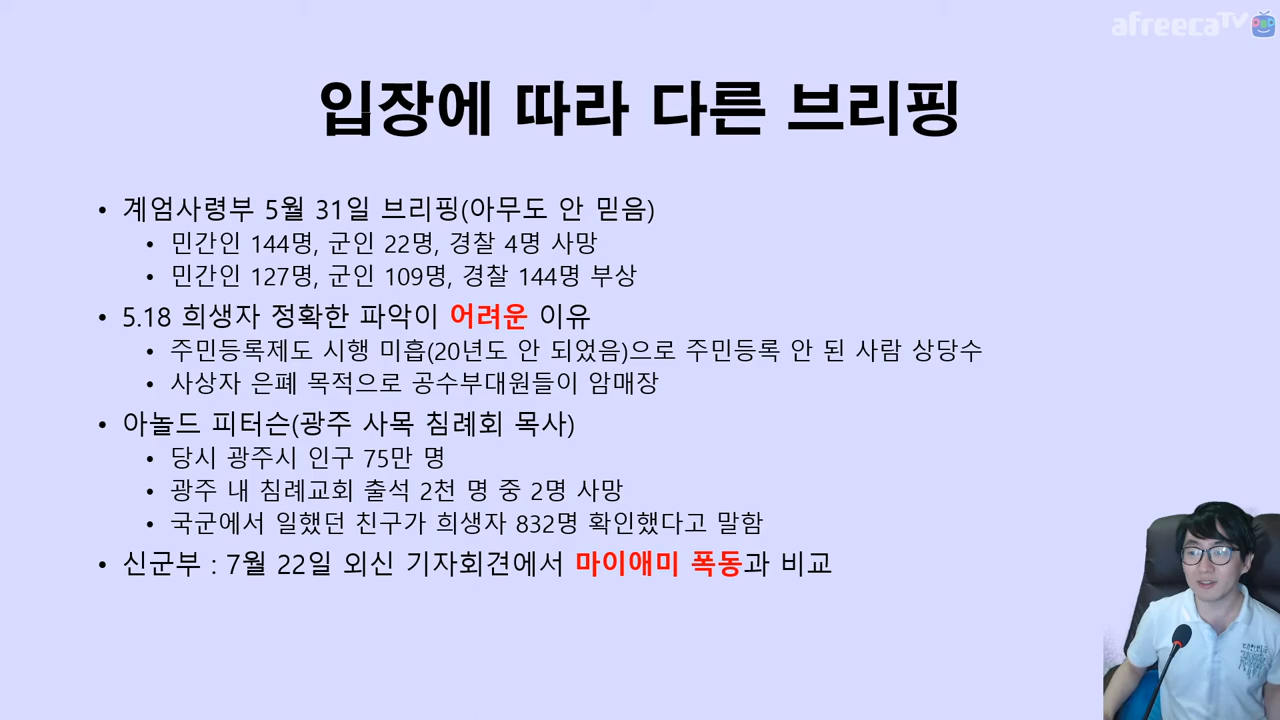 afreecaTV
입장에 따라 다른 브리핑
• 계엄사령부 5월 31일 브리핑(아무도 안 믿음)
• 민간인 144명, 군인 22명, 경찰 4명 사망
• 민간인 127명, 군인 109명, 경찰 144명 부상
• 5.18 희생자 정확한 파악이 어려운 이유
• 주민등록제도 시행 미흡(20년도 안 되었음)으로 주민등록 안 된 사람 상당수
• 사상자 은폐 목적으로 공수부대원들이 암매장
• 아놀드 피터슨(광주 사목 침례회 목사)
• 당시 광주시 인구 75만 명
• 광주 내 침례교회 출석 2천 명 중 2명 사망
• 국군에서 일했던 친구가 희생자 832명 확인했다고 말함
• 신군부 : 7월 22일 외신 기자회견에서 마이애미 폭동과 비교